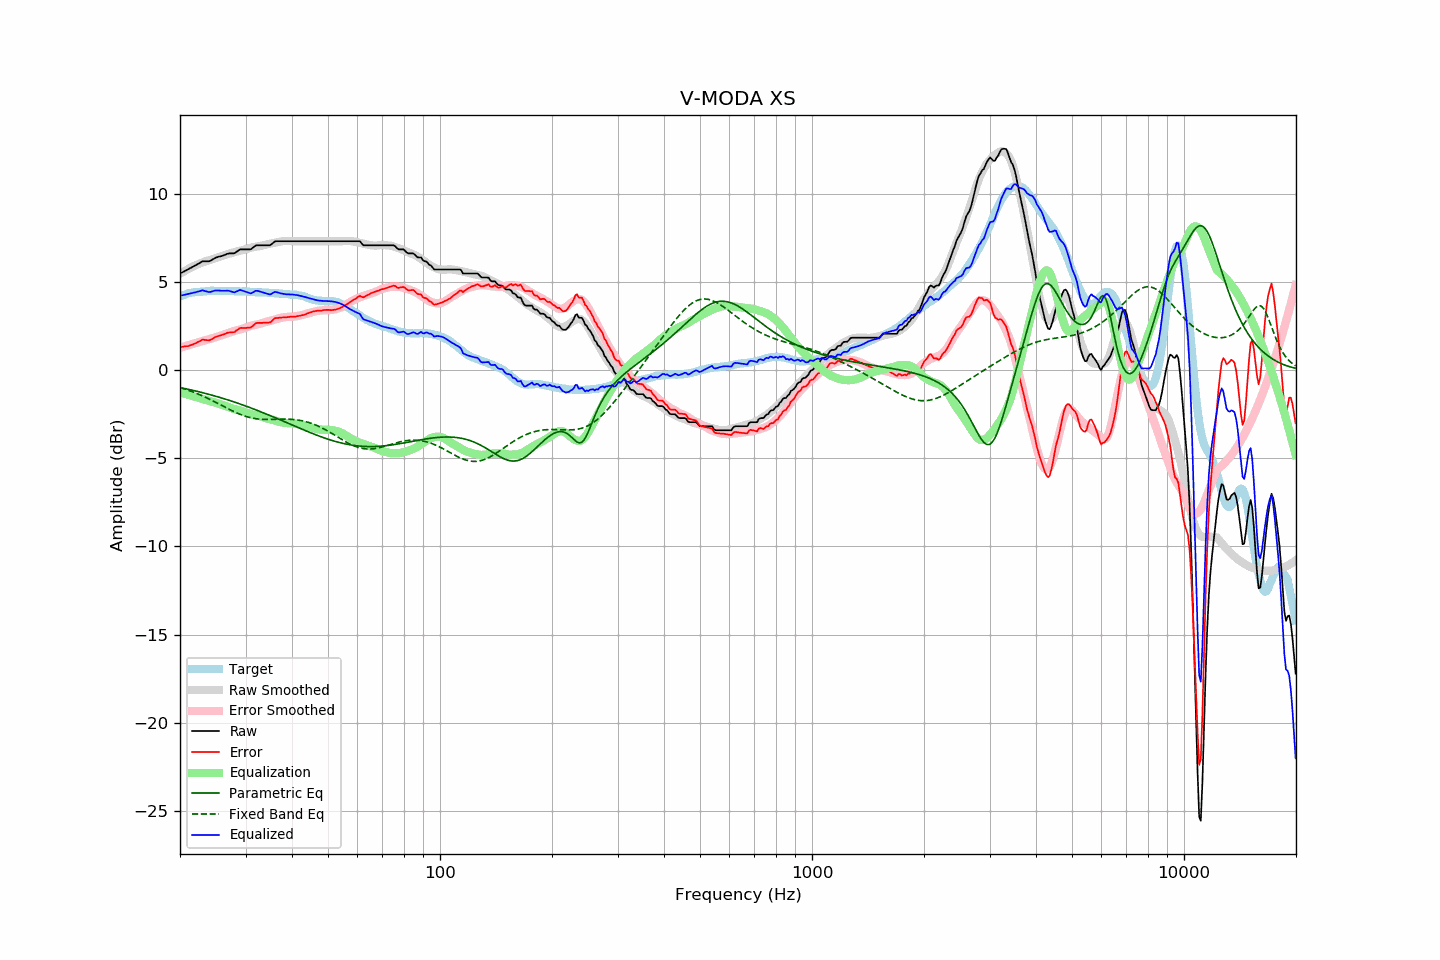 V-MODA XS
Amplitude (dBr)
10
5
0
−5
−10
−15
−20
−25
Target
Raw Smoothed
Error Smoothed
Raw
Error
Equalization
Parametric Eq
Fixed Band Eq
Equalized
100
1000
10000
Frequency (Hz)